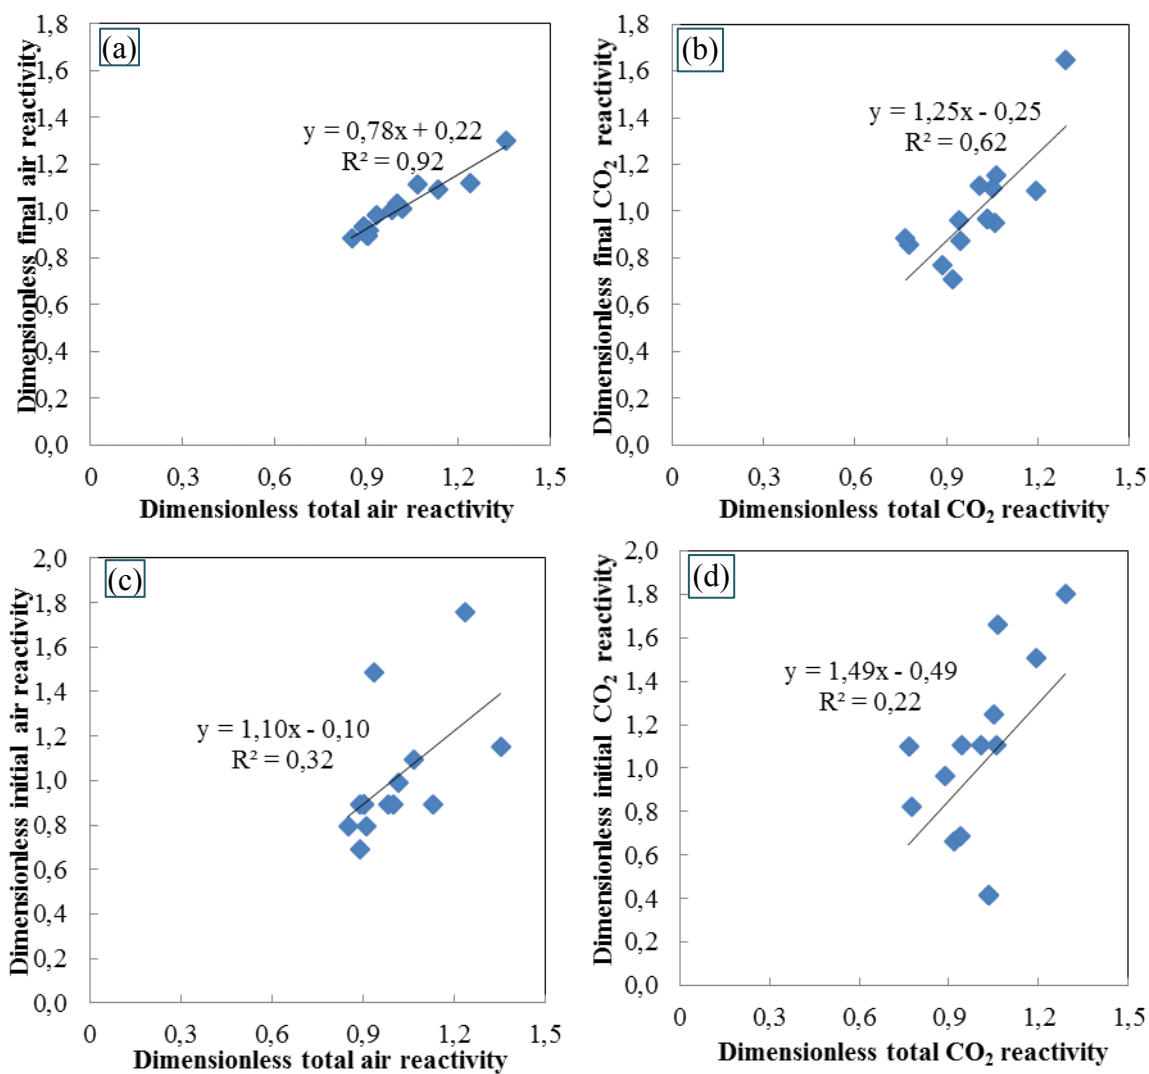 (a)
Dimensionless final air reactivity
1,8
1,6
1,4
1,2
1,0
0,8
0,6
0,4
0,2
0,0
y = 0,78x + 0,22
R² = 0,92
0 0,3 0,6 0,9 1,2 1,5
Dimensionless total air reactivity
(b)
Dimensionless final CO₂ reactivity
1,8
1,6
1,4
1,2
1,0
0,8
0,6
0,4
0,2
0,0
y = 1,25x - 0,25
R² = 0,62
0 0,3 0,6 0,9 1,2 1,5
Dimensionless total CO₂ reactivity
(c)
Dimensionless initial air reactivity
2,0
1,8
1,6
1,4
1,2
1,0
0,8
0,6
0,4
0,2
0,0
y = 1,10x - 0,10
R² = 0,32
0 0,3 0,6 0,9 1,2 1,5
Dimensionless total air reactivity
(d)
Dimensionless initial CO₂ reactivity
2,0
1,8
1,6
1,4
1,2
1,0
0,8
0,6
0,4
0,2
0,0
y = 1,49x - 0,49
R² = 0,22
0 0,3 0,6 0,9 1,2 1,5
Dimensionless total CO₂ reactivity